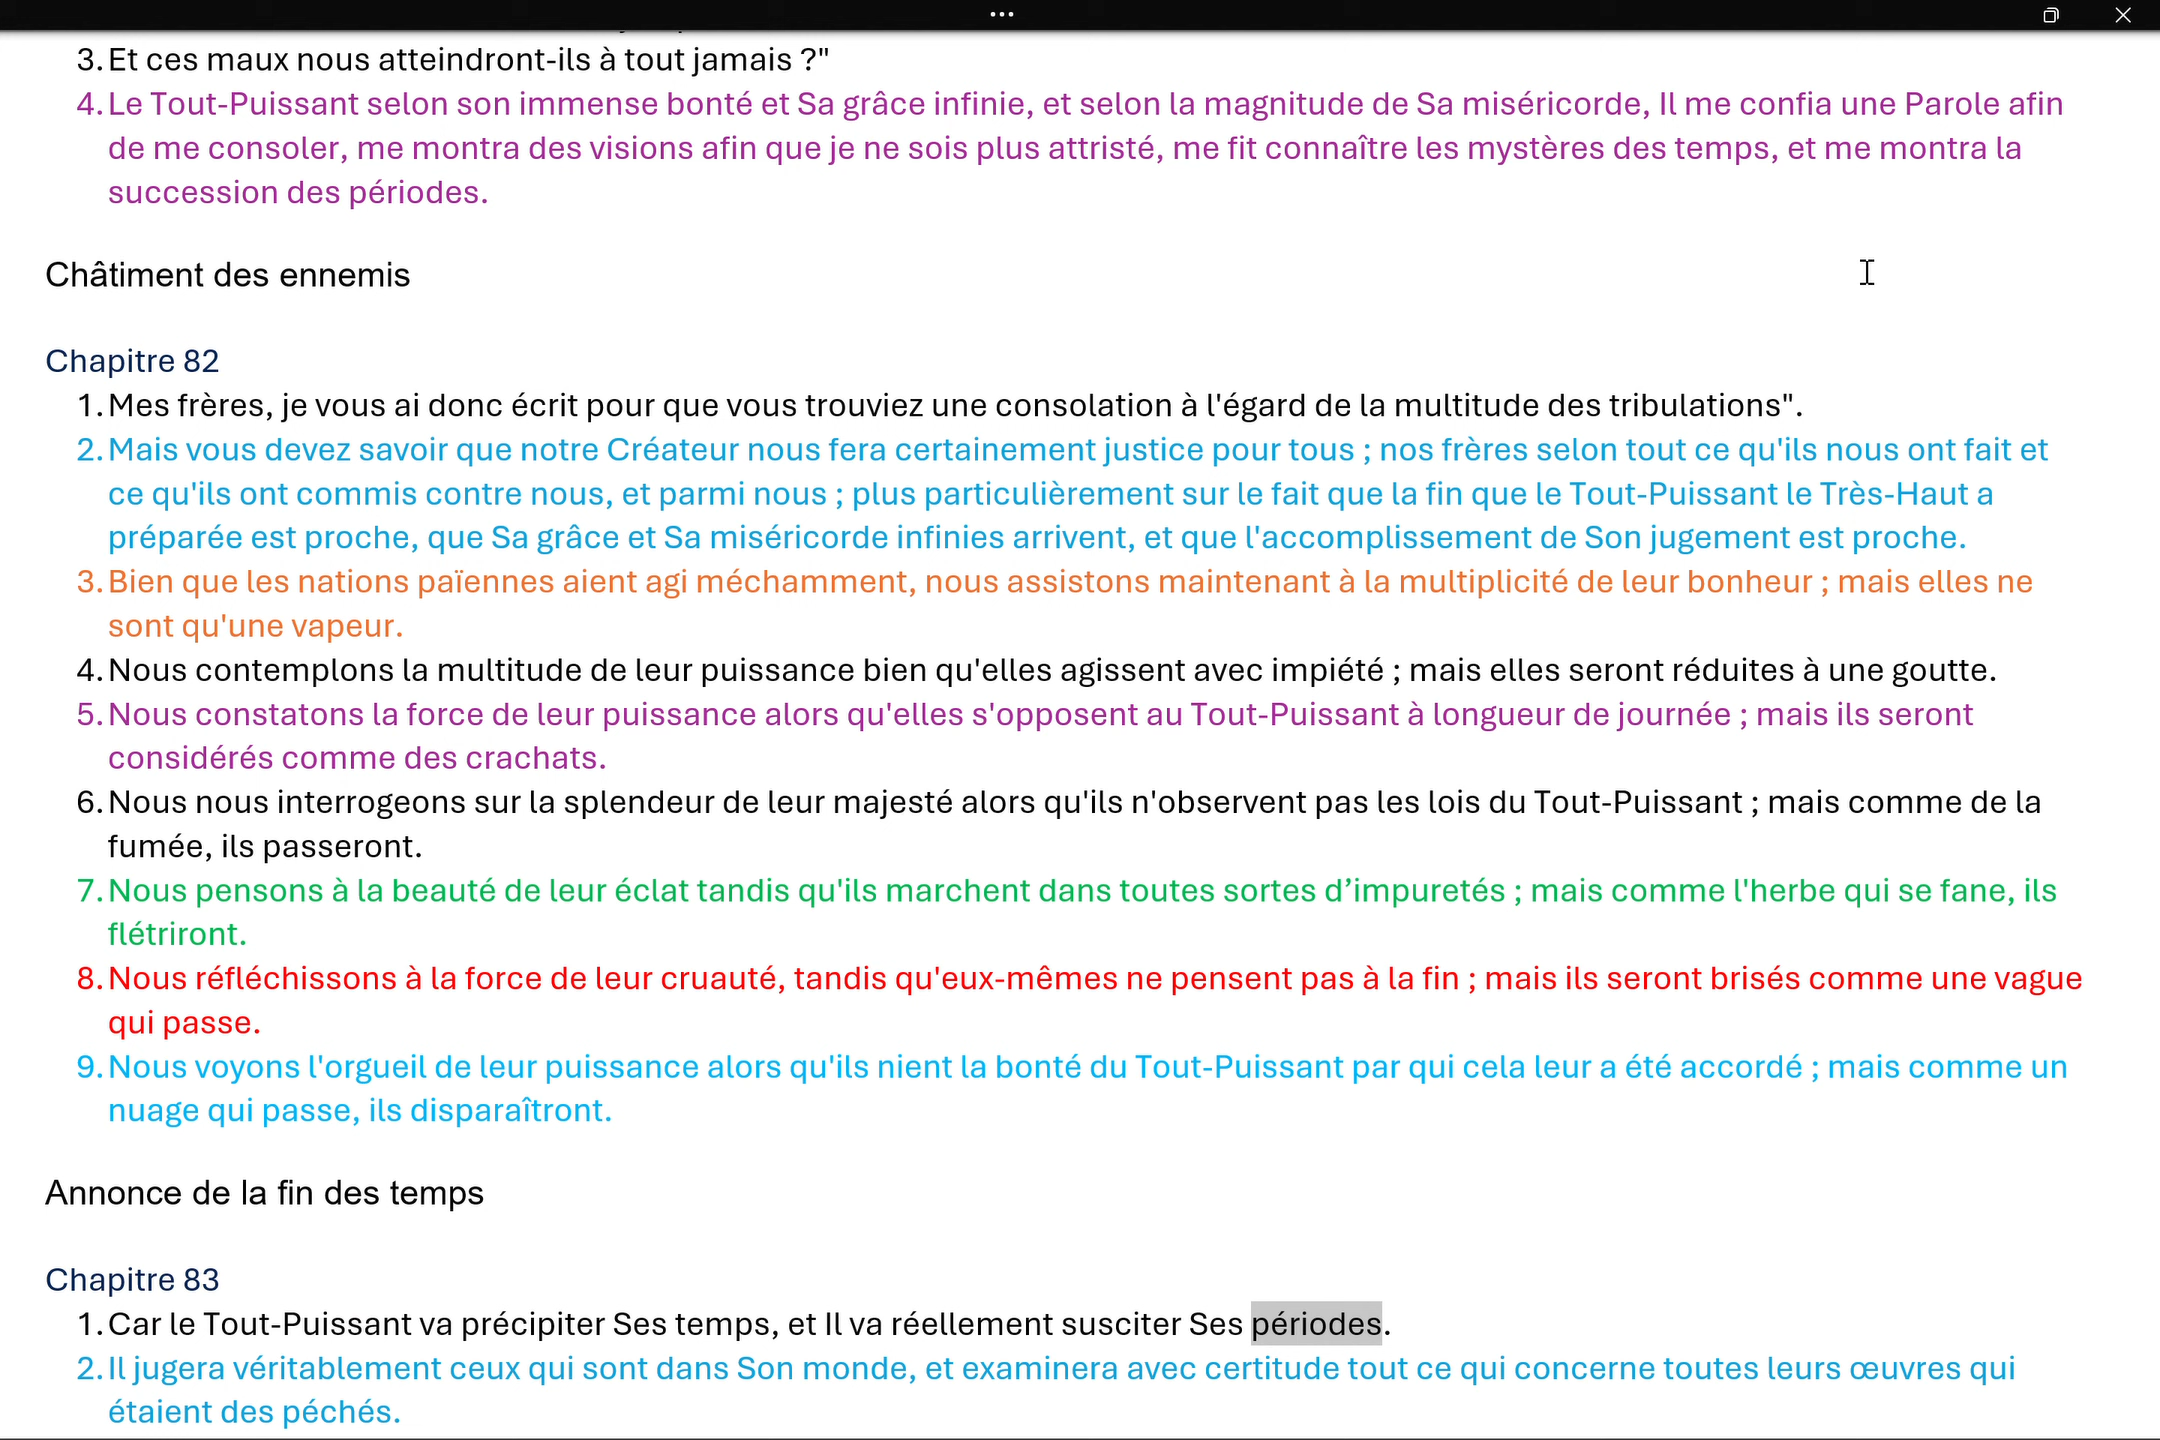 3. Et ces maux nous atteindront-ils à tout jamais ?"
4. Le Tout-Puissant selon son immense bonté et Sa grâce infinie, et selon la magnitude de Sa miséricorde, Il me confia une Parole afin
de me consoler, me montra des visions afin que je ne sois plus attristé, me fit connaître les mystères des temps, et me montra la
succession des périodes.
Châtiment des ennemis
Chapitre 82
1. Mes frères, je vous ai donc écrit pour que vous trouviez une consolation à l'égard de la multitude des tribulations".
2. Mais vous devez savoir que notre Créateur nous fera certainement justice pour tous ; nos frères selon tout ce qu'ils nous ont fait et
ce qu'ils ont commis contre nous, et parmi nous ; plus particulièrement sur le fait que la fin que le Tout-Puissant le Très-Haut a
préparée est proche, que Sa grâce et Sa miséricorde infinies arrivent, et que l'accomplissement de Son jugement est proche.
3. Bien que les nations païennes aient agi méchamment, nous assistons maintenant à la multiplicité de leur bonheur ; mais elles ne
sont qu'une vapeur.
4. Nous contemplons la multitude de leur puissance bien qu'elles agissent avec impiété ; mais elles seront réduites à une goutte.
5. Nous constatons la force de leur puissance alors qu'elles s'opposent au Tout-Puissant à longueur de journée ; mais ils seront
considérés comme des crachats.
6. Nous nous interrogeons sur la splendeur de leur majesté alors qu'ils n'observent pas les lois du Tout-Puissant ; mais comme de la
fumée, ils passeront.
7. Nous pensons à la beauté de leur éclat tandis qu'ils marchent dans toutes sortes d’impuretés ; mais comme l'herbe qui se fane, ils
flétriront.
8. Nous réfléchissons à la force de leur cruauté, tandis qu'eux-mêmes ne pensent pas à la fin ; mais ils seront brisés comme une vague
qui passe.
9. Nous voyons l'orgueil de leur puissance alors qu'ils nient la bonté du Tout-Puissant par qui cela leur a été accordé ; mais comme un
nuage qui passe, ils disparaîtront.
Annonce de la fin des temps
Chapitre 83
1. Car le Tout-Puissant va précipiter Ses temps, et Il va réellement susciter Ses périodes.
2. Il jugera véritablement ceux qui sont dans Son monde, et examinera avec certitude tout ce qui concerne toutes leurs œuvres qui
étaient des péchés.